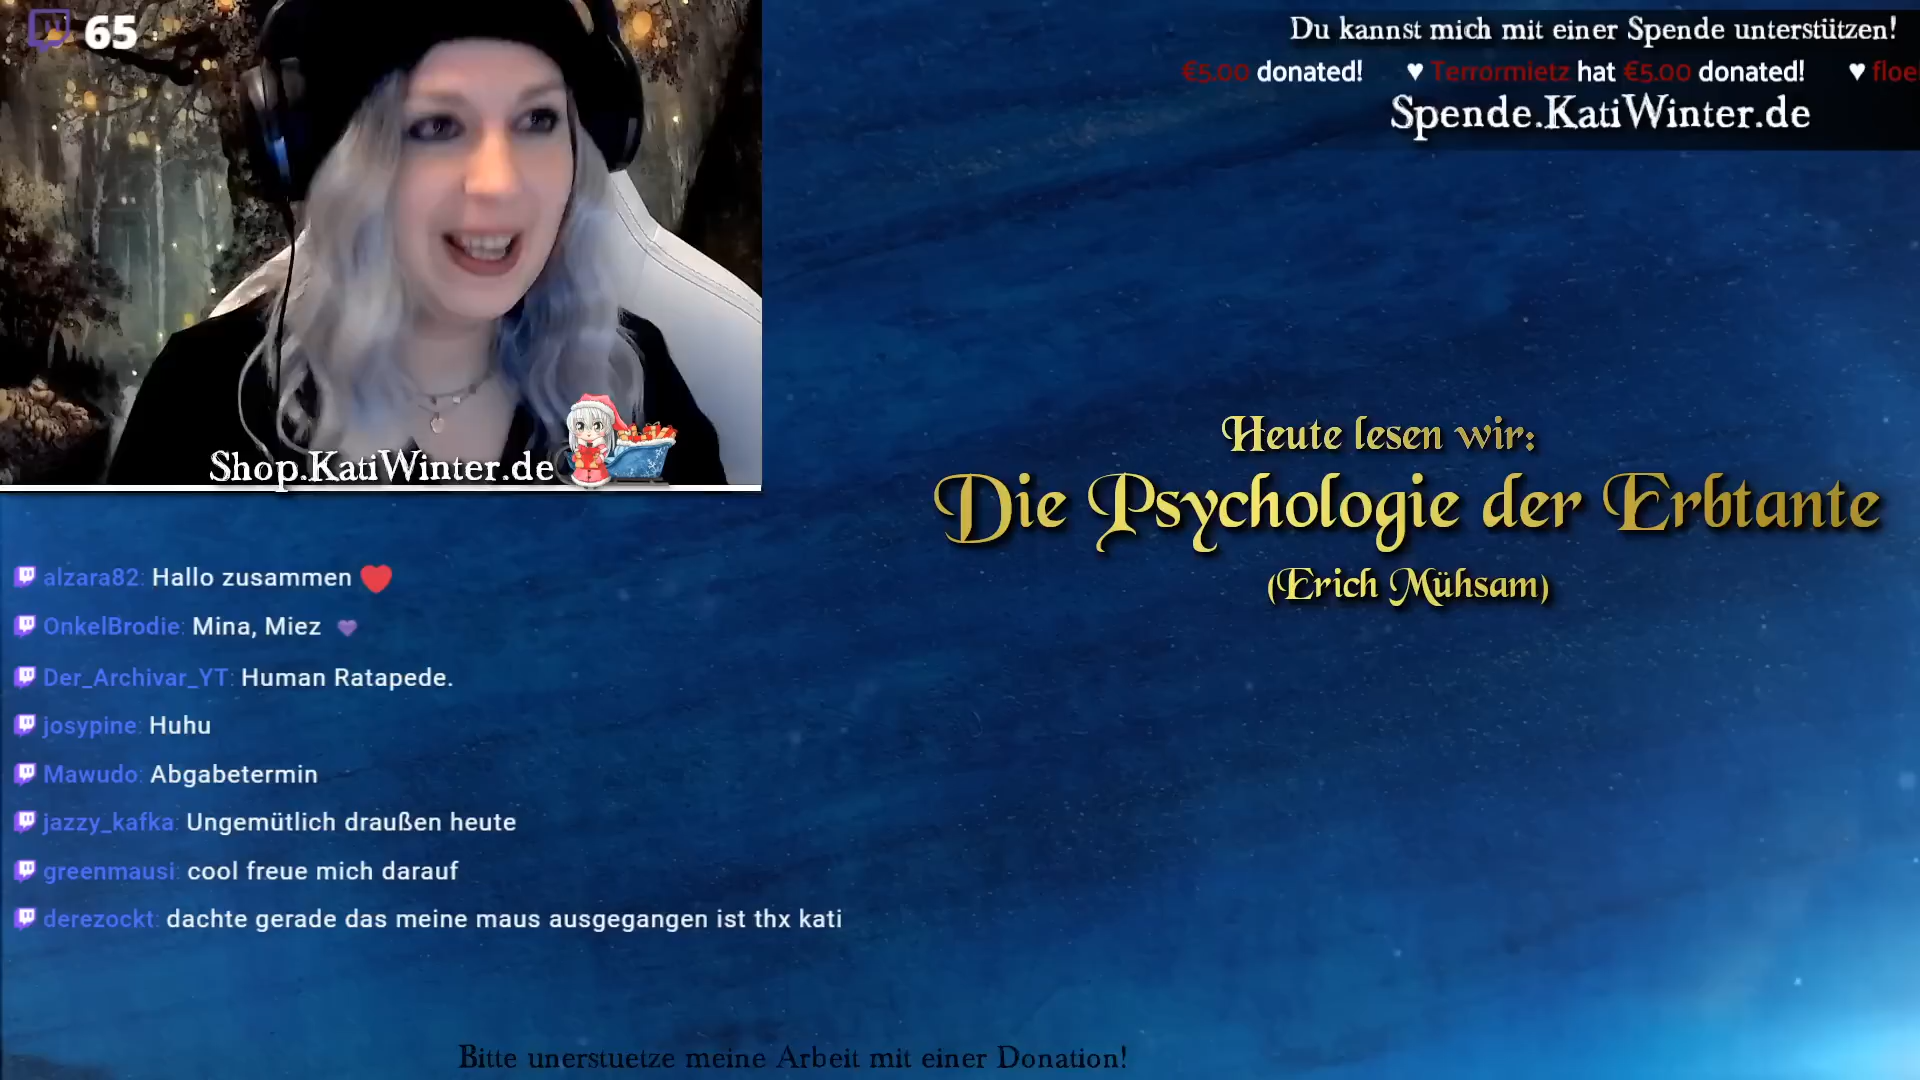 65
Du kannst mich mit einer Spende unterstützen!
€5.00 donated! ♥ Terrormietz hat €5.00 donated! ♥ floe
Spende.KatiWinter.de
Shop.KatiWinter.de
Heute lesen wir:
Die Psychologie der Erbtante
(Erich Mühsam)
alzara82: Hallo zusammen ❤️
OnkelBrodie: Mina, Miez 💜
Der_Archivar_YT: Human Ratapede.
josypine: Huhu
Mawudo: Abgabetermin
jazzy_kafka: Ungemütlich draußen heute
greenmausi: cool freue mich darauf
derezockt: dachte gerade das meine maus ausgegangen ist thx kati
Bitte unerstuetze meine Arbeit mit einer Donation!